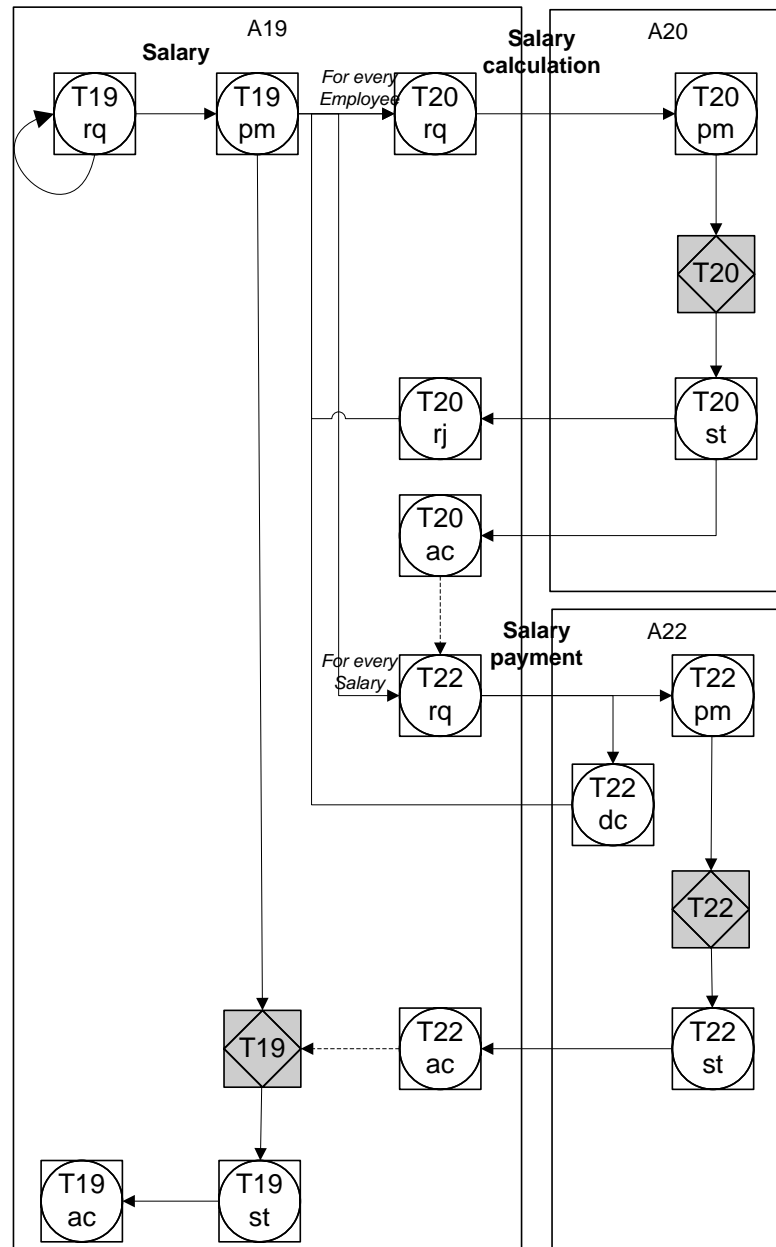 A19
Salary
Salary
calculation
A20
T19
rq
T19
pm
For every
Employee
T20
rq
T20
pm
T20
T20
rj
T20
st
T20
ac
Salary
payment
A22
For every
Salary
T22
rq
T22
pm
T22
dc
T22
T19
T22
ac
T22
st
T19
ac
T19
st